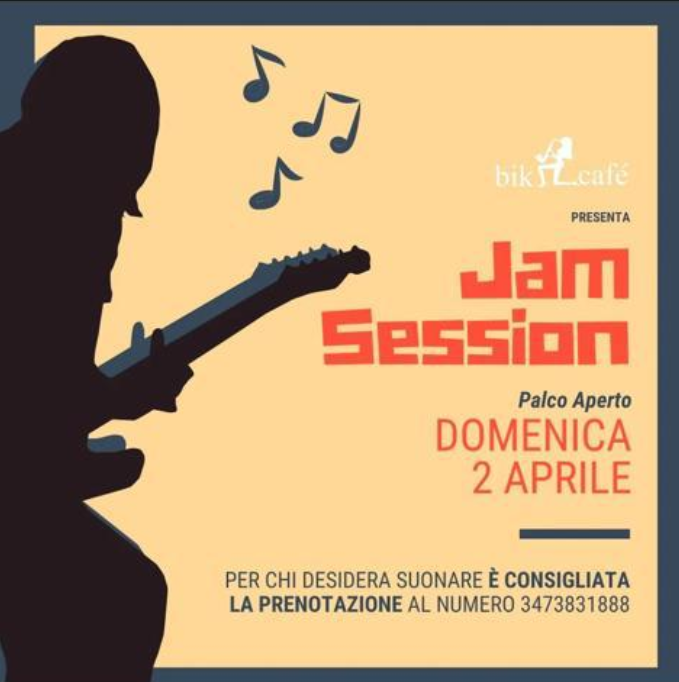 bik café
PRESENTA
Jam
Session
Palco Aperto
DOMENICA
2 APRILE
PER CHI DESIDERA SUONARE È CONSIGLIATA
LA PRENOTAZIONE AL NUMERO 3473831888